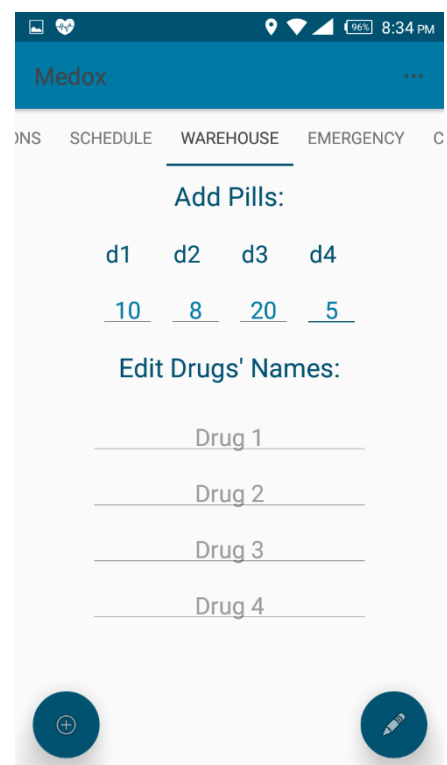 96% 8:34 PM
Medox
ONS SCHEDULE WAREHOUSE EMERGENCY C
Add Pills:
d1 d2 d3 d4
10 8 20 5
Edit Drugs' Names:
Drug 1
Drug 2
Drug 3
Drug 4